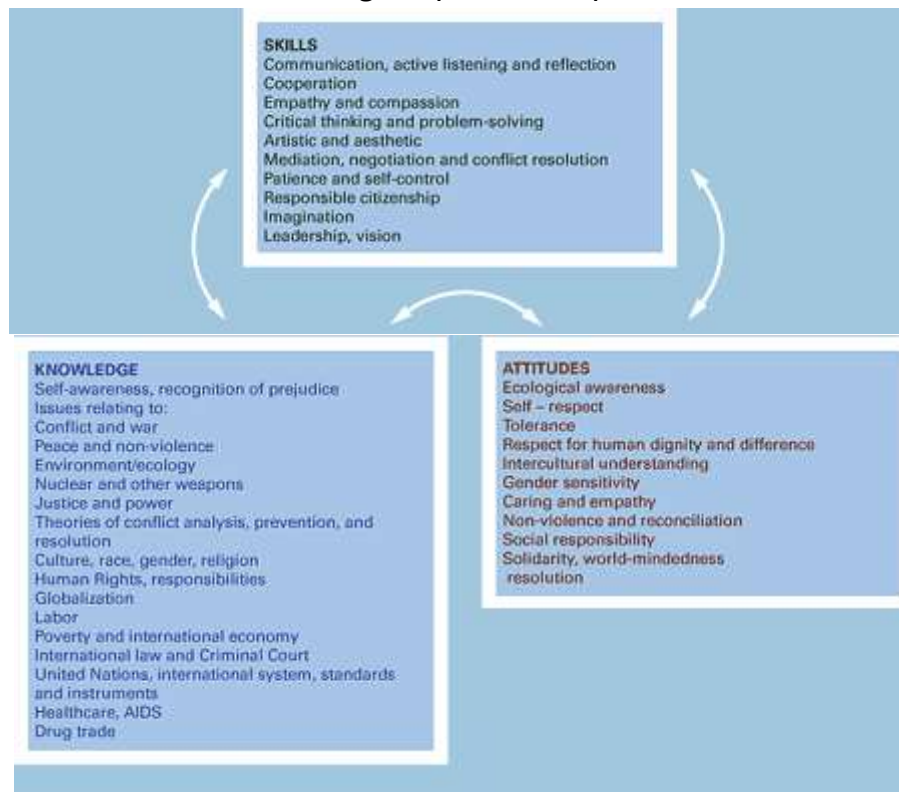 SKILLS
Communication, active listening and reflection
Cooperation
Empathy and compassion
Critical thinking and problem-solving
Artistic and aesthetic
Mediation, negotiation and conflict resolution
Patience and self-control
Responsible citizenship
Imagination
Leadership, vision
KNOWLEDGE
Self-awareness, recognition of prejudice
Issues relating to:
Conflict and war
Peace and non-violence
Environment/ecology
Nuclear and other weapons
Justice and power
Theories of conflict analysis, prevention, and
resolution
Culture, race, gender, religion
Human Rights, responsibilities
Globalization
Labor
Poverty and international economy
International law and Criminal Court
United Nations, international system, standards
and instruments
Healthcare, AIDS
Drug trade
ATTITUDES
Ecological awareness
Self – respect
Tolerance
Respect for human dignity and difference
Intercultural understanding
Gender sensitivity
Caring and empathy
Non-violence and reconciliation
Social responsibility
Solidarity, world-mindedness
resolution